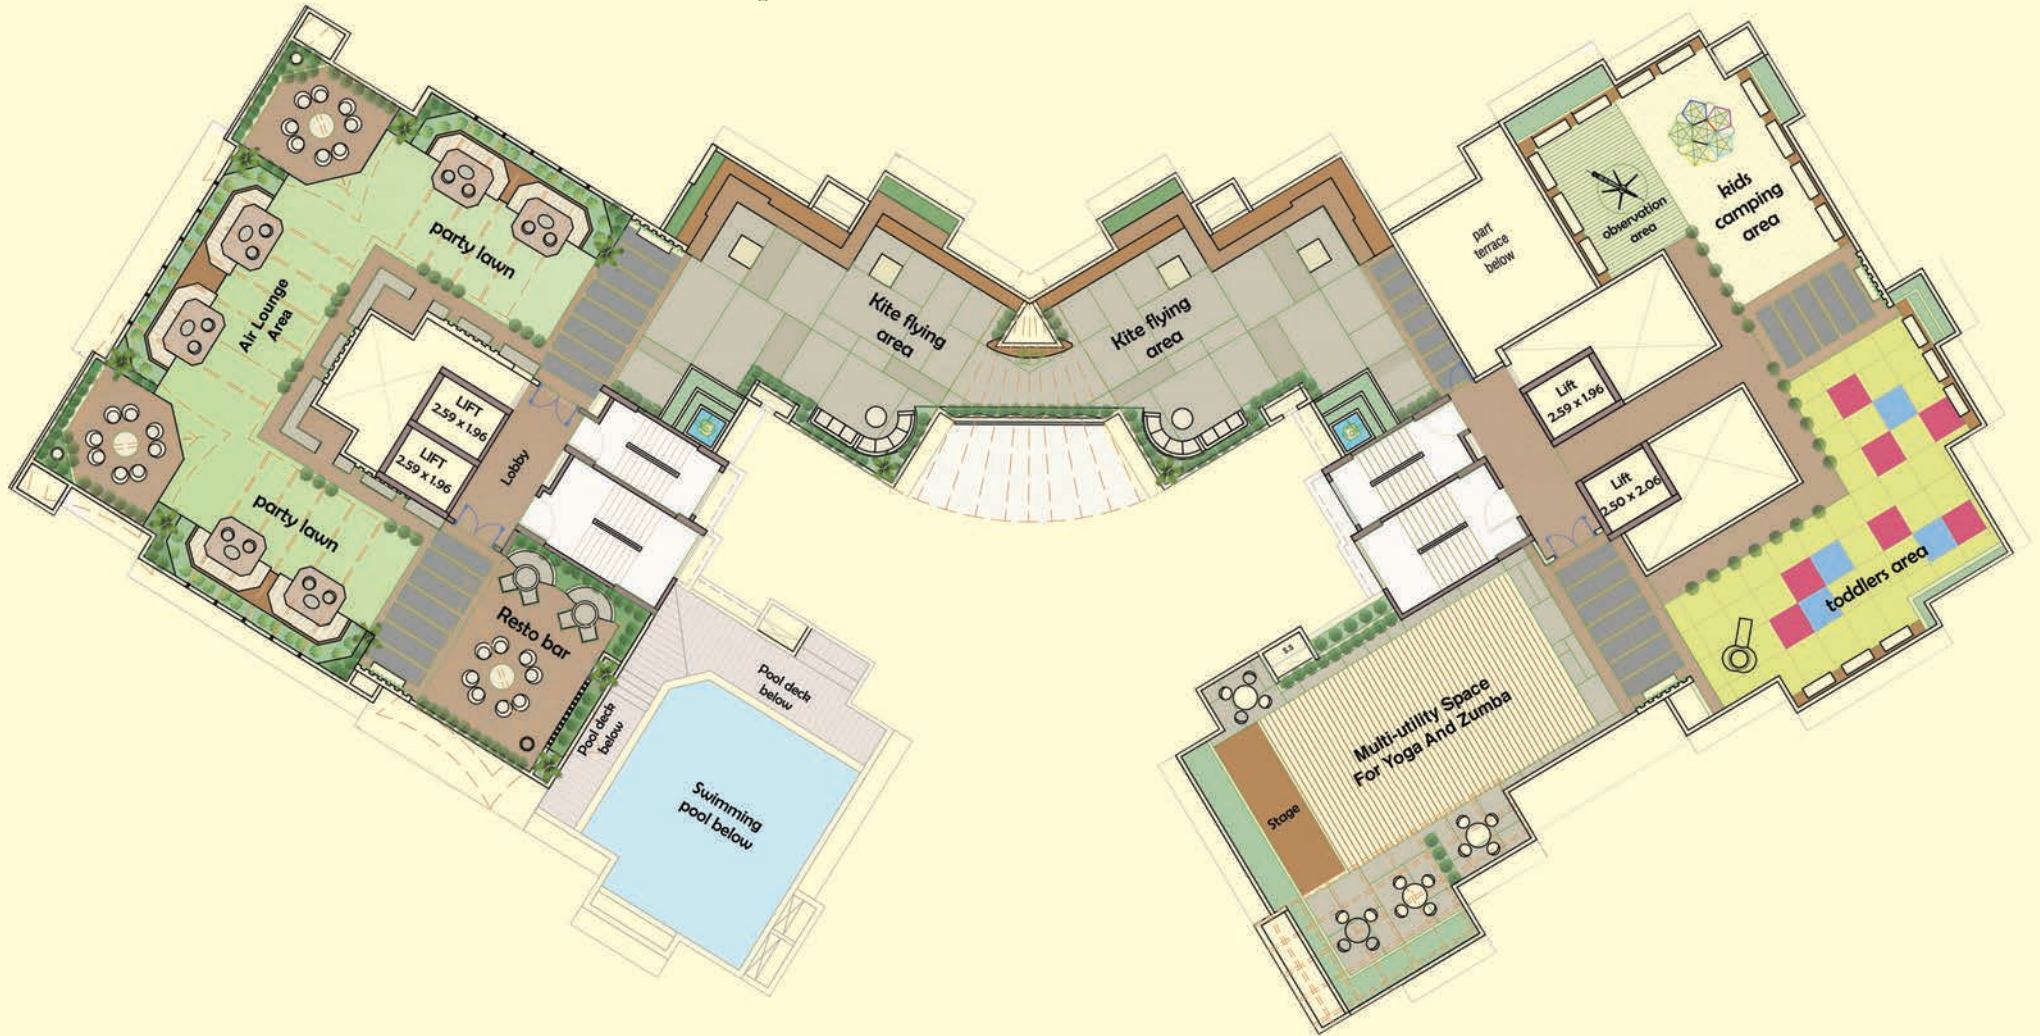 party lawn
Air Lounge
Area
LIFT
2.59 x 1.96
LIFT
2.59 x 1.96
Lobby
party lawn
Resto bar
Pool deck
below
Pool deck
below
Swimming
pool below
Kite flying
area
Kite flying
area
part
terrace
below
observation
area
kids
camping
area
Lift
2.59 x 1.96
Lift
2.50 x 2.06
toddlers area
Multi-utility Space
For Yoga And Zumba
Stage